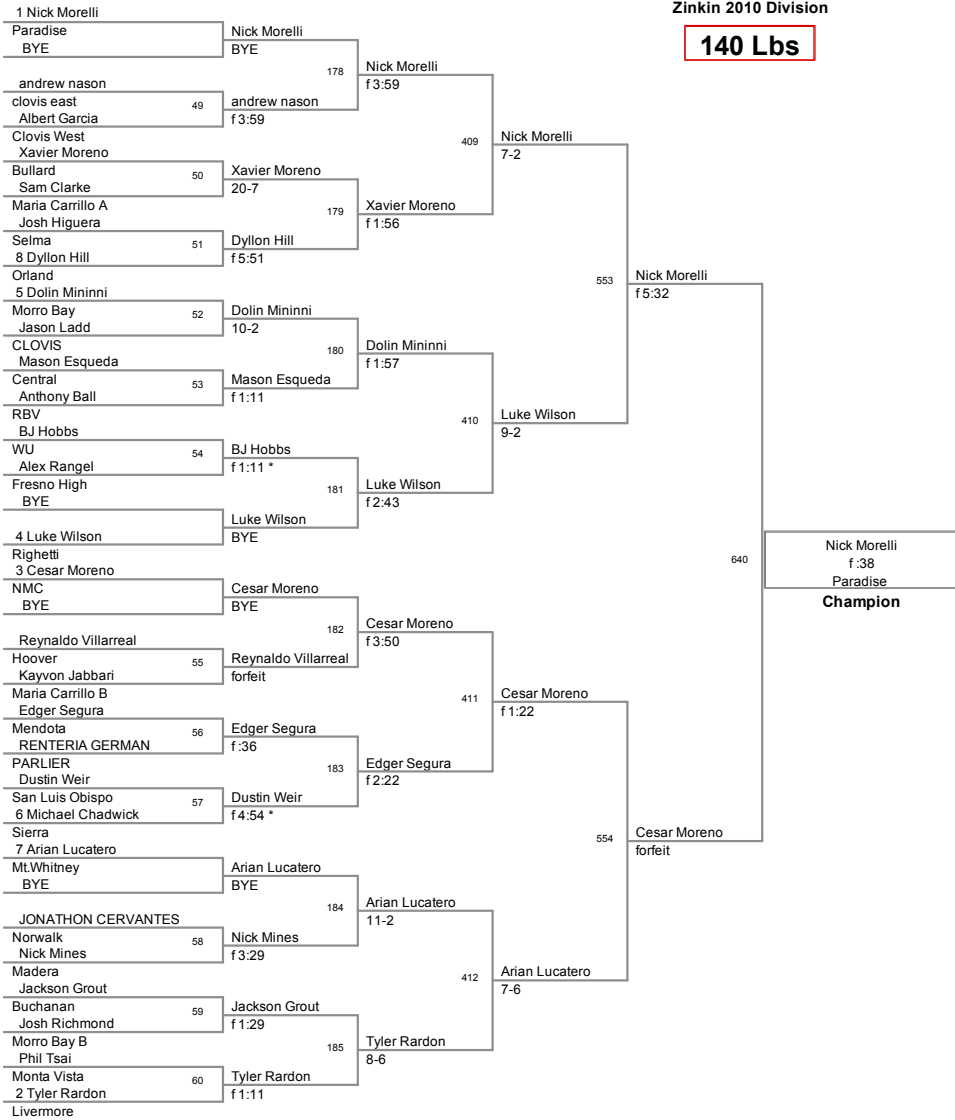 Zinkin 2010 Division
140 Lbs
1 Nick Morelli
Paradise
BYE
andrew nason
clovis east
Albert Garcia
Clovis West
Xavier Moreno
Bullard
Sam Clarke
Maria Carrillo A
Josh Higuera
Selma
8 Dyllon Hill
Orland
5 Dolin Mininni
Morro Bay
Jason Ladd
CLOVIS
Mason Esqueda
Central
Anthony Ball
RBV
BJ Hobbs
WU
Alex Rangel
Fresno High
BYE
4 Luke Wilson
Righetti
3 Cesar Moreno
NMC
BYE
Reynaldo Villarreal
Hoover
Kayvon Jabbari
Maria Carrillo B
Edger Segura
Mendota
RENTERIA GERMAN
PARLIER
Dustin Weir
San Luis Obispo
6 Michael Chadwick
Sierra
7 Arian Lucatero
Mt.Whitney
BYE
JONATHON CERVANTES
Norwalk
Nick Mines
Madera
Jackson Grout
Buchanan
Josh Richmond
Morro Bay B
Phil Tsai
Monta Vista
2 Tyler Rardon
Livermore
49
50
51
52
53
54
55
56
57
58
59
60
Nick Morelli
BYE
andrew nason
f 3:59
Xavier Moreno
20-7
Dyllon Hill
f 5:51
Dolin Mininni
10-2
Mason Esqueda
f 1:11
BJ Hobbs
f 1:11 *
Luke Wilson
BYE
Cesar Moreno
BYE
Reynaldo Villarreal
forfeit
Edger Segura
f :36
Dustin Weir
f 4:54 *
Arian Lucatero
BYE
Nick Mines
f 3:29
Jackson Grout
f 1:29
Tyler Rardon
f 1:11
178
179
180
181
182
183
184
185
Nick Morelli
f 3:59
Xavier Moreno
f 1:56
Dolin Mininni
f 1:57
Luke Wilson
f 2:43
Cesar Moreno
f 3:50
Edger Segura
f 2:22
Arian Lucatero
11-2
Tyler Rardon
8-6
409
410
411
412
Nick Morelli
7-2
Luke Wilson
9-2
Cesar Moreno
f 1:22
Arian Lucatero
7-6
553
554
Nick Morelli
f 5:32
Cesar Moreno
forfeit
640
Nick Morelli
f :38
Paradise
Champion